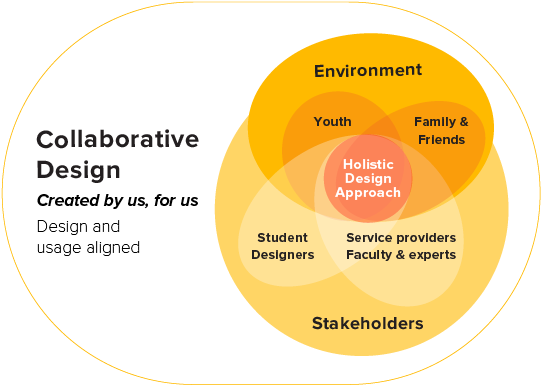 Collaborative
Design
Created by us, for us
Design and
usage aligned
Environment
Youth
Family &
Friends
Holistic
Design
Approach
Student
Designers
Service providers
Faculty & experts
Stakeholders